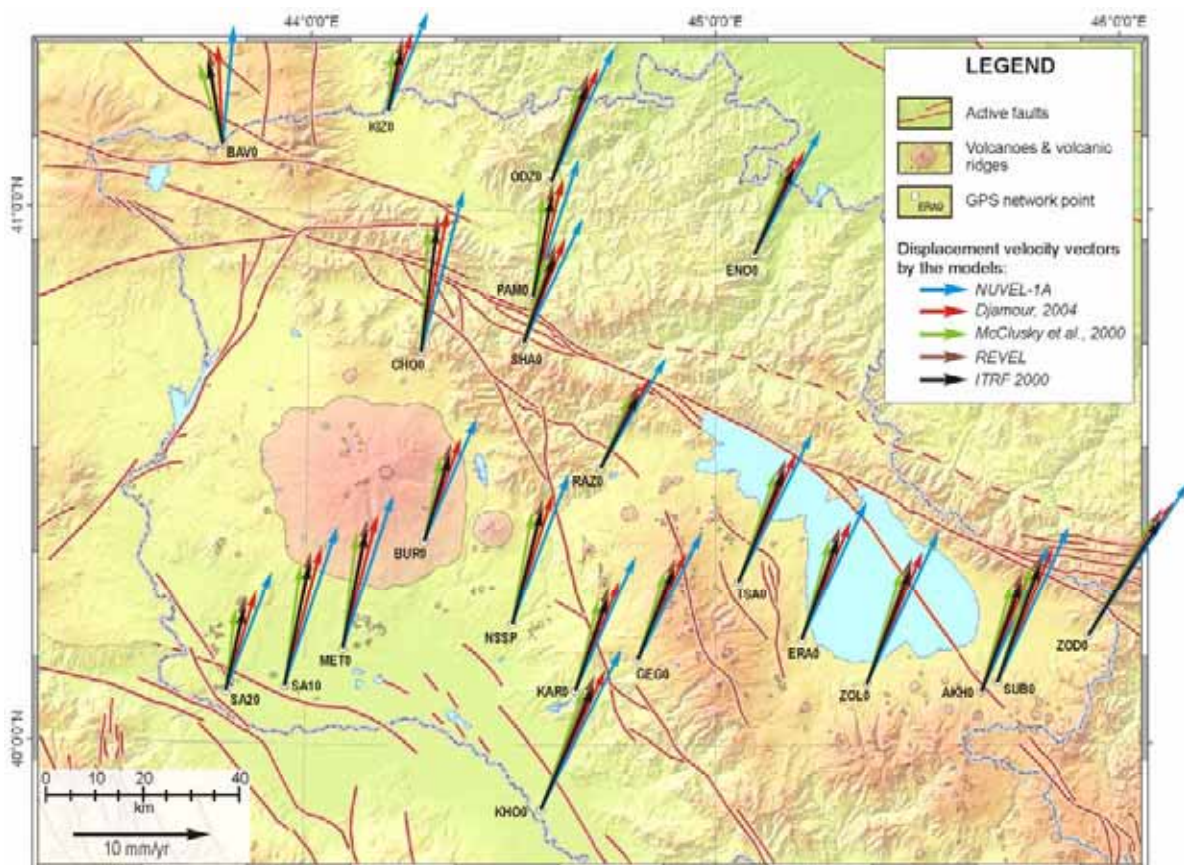 44°0'0"E
45°0'0"E
46°0'0"E
LEGEND
Active faults
Volcanoes & volcanic
ridges
ERA0
GPS network point
Displacement velocity vectors
by the models:
NUVEL-1A
Djamour, 2004
McClusky et al., 2000
REVEL
ITRF 2000
KIZ0
BAV0
ODZ0
41°0'0"N
ENO0
PAM0
CHO0
SHA0
RAZ0
BUR0
TSA0
NSSP
MET0
ERA0
ZOD0
GEG0
SA20
SA10
KAR0
ZOL0
AKH0
SUB0
40°0'0"N
0 10 20 40
km
KHO0
10 mm/yr